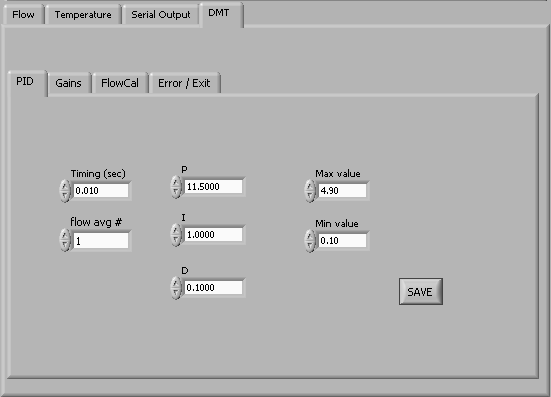 Flow Temperature Serial Output DMT
PID Gains FlowCal Error / Exit
Timing (sec) P Max value
0.010 11.5000 4.90
flow avg # I Min value
1 1.0000 0.10
D
0.1000
SAVE